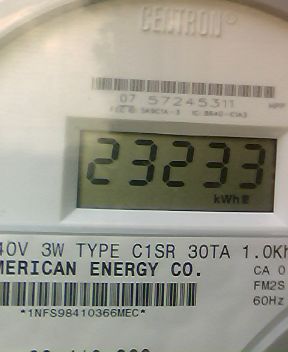 CENTRON®
07 57245311
23233
kWh
40V 3W TYPE C1SR 30TA 1.0Kh
MERICAN ENERGY CO.
CA 0
FM2S
60Hz
*1NFS98410366MEC*